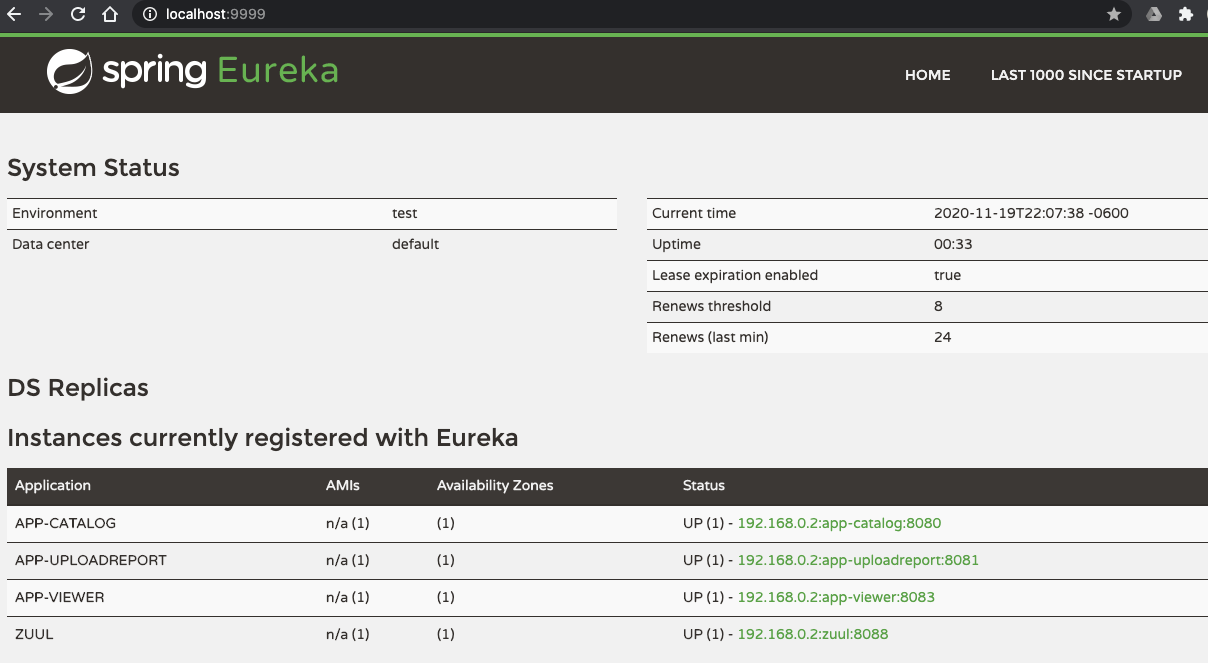 localhost:9999
spring Eureka
HOME LAST 1000 SINCE STARTUP
System Status
Environment test
Data center default
Current time 2020-11-19T22:07:38 -0600
Uptime 00:33
Lease expiration enabled true
Renews threshold 8
Renews (last min) 24
DS Replicas
Instances currently registered with Eureka
Application AMIs Availability Zones Status
APP-CATALOG n/a (1) (1) UP (1) - 192.168.0.2:app-catalog:8080
APP-UPLOADREPORT n/a (1) (1) UP (1) - 192.168.0.2:app-uploadreport:8081
APP-VIEWER n/a (1) (1) UP (1) - 192.168.0.2:app-viewer:8083
ZUUL n/a (1) (1) UP (1) - 192.168.0.2:zuul:8088